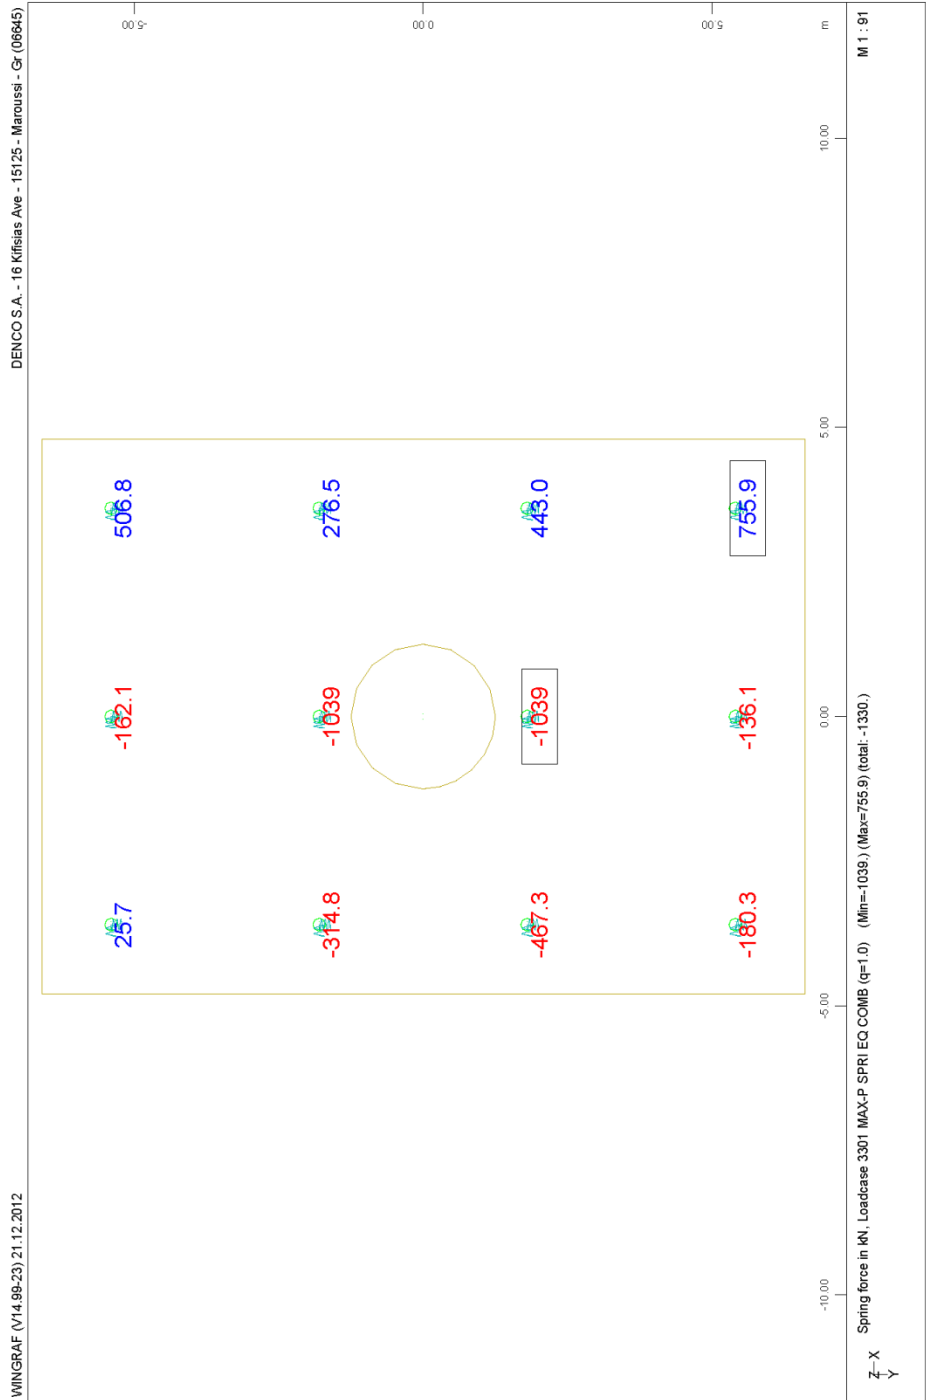 WINGRAF (V14.99-23) 21.12.2012
DENCO S.A. - 16 Kifisias Ave - 15125 - Maroussi - Gr (06645)
25.7 -162.1 506.8
-5.00
-314.8 -1039 276.5
0.00
-467.3 -1039 443.0
5.00
-180.3 -136.1 755.9
-10.00 -5.00 0.00 5.00 10.00 m
Z X
Y
Spring force in kN, Loadcase 3301 MAX-P SPRI EQ COMB (q=1.0) (Min=-1039.) (Max=755.9) (total: -1330.)
M 1 : 91